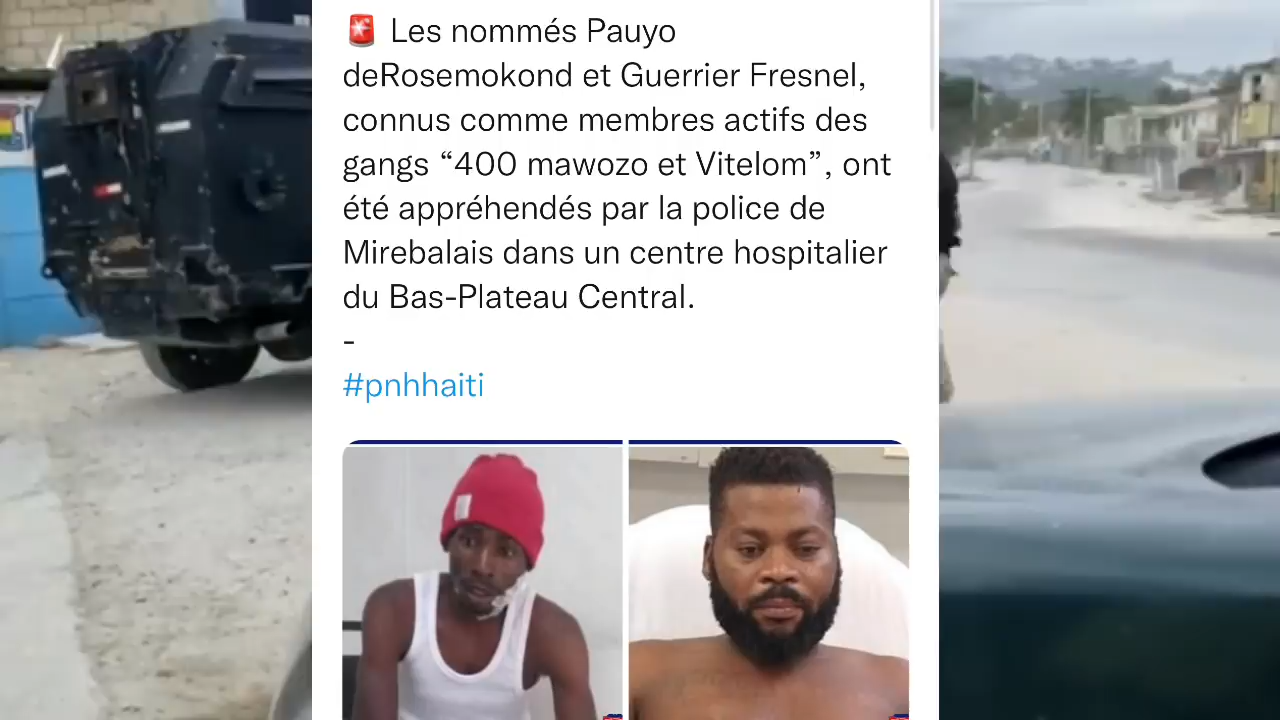 🚨 Les nommés Pauyo
deRosemokond et Guerrier Fresnel,
connus comme membres actifs des
gangs “400 mawozo et Vitelom”, ont
été appréhendés par la police de
Mirebalais dans un centre hospitalier
du Bas-Plateau Central.
-
#pnhhaiti